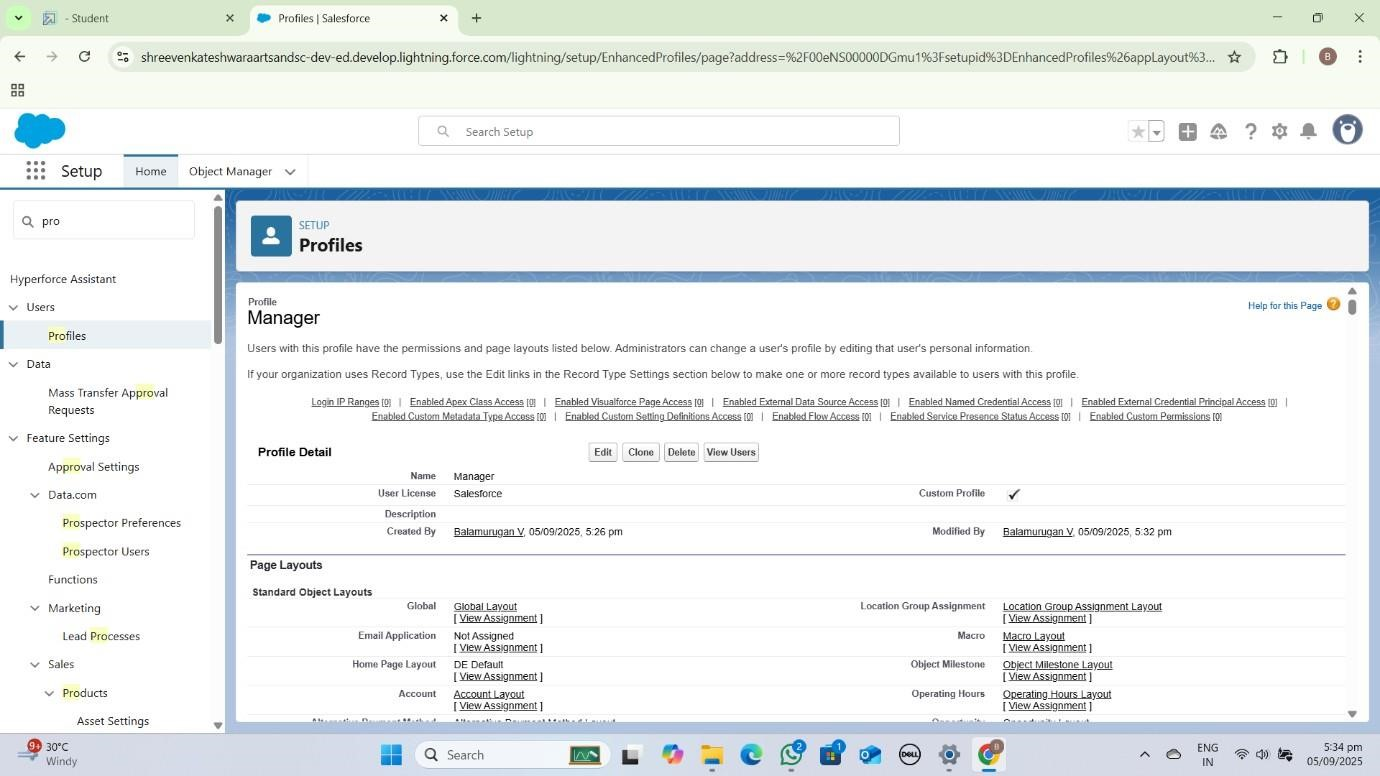 - Student
Profiles | Salesforce
shreevenkateshwaraartsandsc-dev-ed.develop.lightning.force.com/lightning/setup/EnhancedProfiles/page?address=%2F00eNS00000DGmu1%3Fsetupid%3DEnhancedProfiles%26appLayout%3...
B
Search Setup
Setup
Home
Object Manager
pro
Hyperforce Assistant
Users
Profiles
Data
Mass Transfer Approval
Requests
Feature Settings
Approval Settings
Data.com
Prospector Preferences
Prospector Users
Functions
Marketing
Lead Processes
Sales
Products
Asset Settings
SETUP
Profiles
Profile
Manager
Help for this Page
Users with this profile have the permissions and page layouts listed below. Administrators can change a user's profile by editing that user's personal information.
If your organization uses Record Types, use the Edit links in the Record Type Settings section below to make one or more record types available to users with this profile.
Login IP Ranges [0] | Enabled Apex Class Access [0] | Enabled Visualforce Page Access [0] | Enabled External Data Source Access [0] | Enabled Named Credential Access [0] | Enabled External Credential Principal Access [0] |
Enabled Custom Metadata Type Access [0] | Enabled Custom Setting Definitions Access [0] | Enabled Flow Access [0] | Enabled Service Presence Status Access [0] | Enabled Custom Permissions [0]
Profile Detail Edit Clone Delete View Users
Name Manager
User License Salesforce Custom Profile ✓
Description
Created By Balamurugan V, 05/09/2025, 5:26 pm Modified By Balamurugan V, 05/09/2025, 5:32 pm
Page Layouts
Standard Object Layouts
Global Global Layout Location Group Assignment Location Group Assignment Layout
[ View Assignment ] [ View Assignment ]
Email Application Not Assigned Macro Macro Layout
[ View Assignment ] [ View Assignment ]
Home Page Layout DE Default Object Milestone Object Milestone Layout
[ View Assignment ] [ View Assignment ]
Account Account Layout Operating Hours Operating Hours Layout
[ View Assignment ] [ View Assignment ]
Alternative Payment Method Alternative Payment Method Layout Opportunity Opportunity Layout
9+
30°C
Windy
Search
2
1
DELL
B
ENG
IN
5:34 pm
05/09/2025